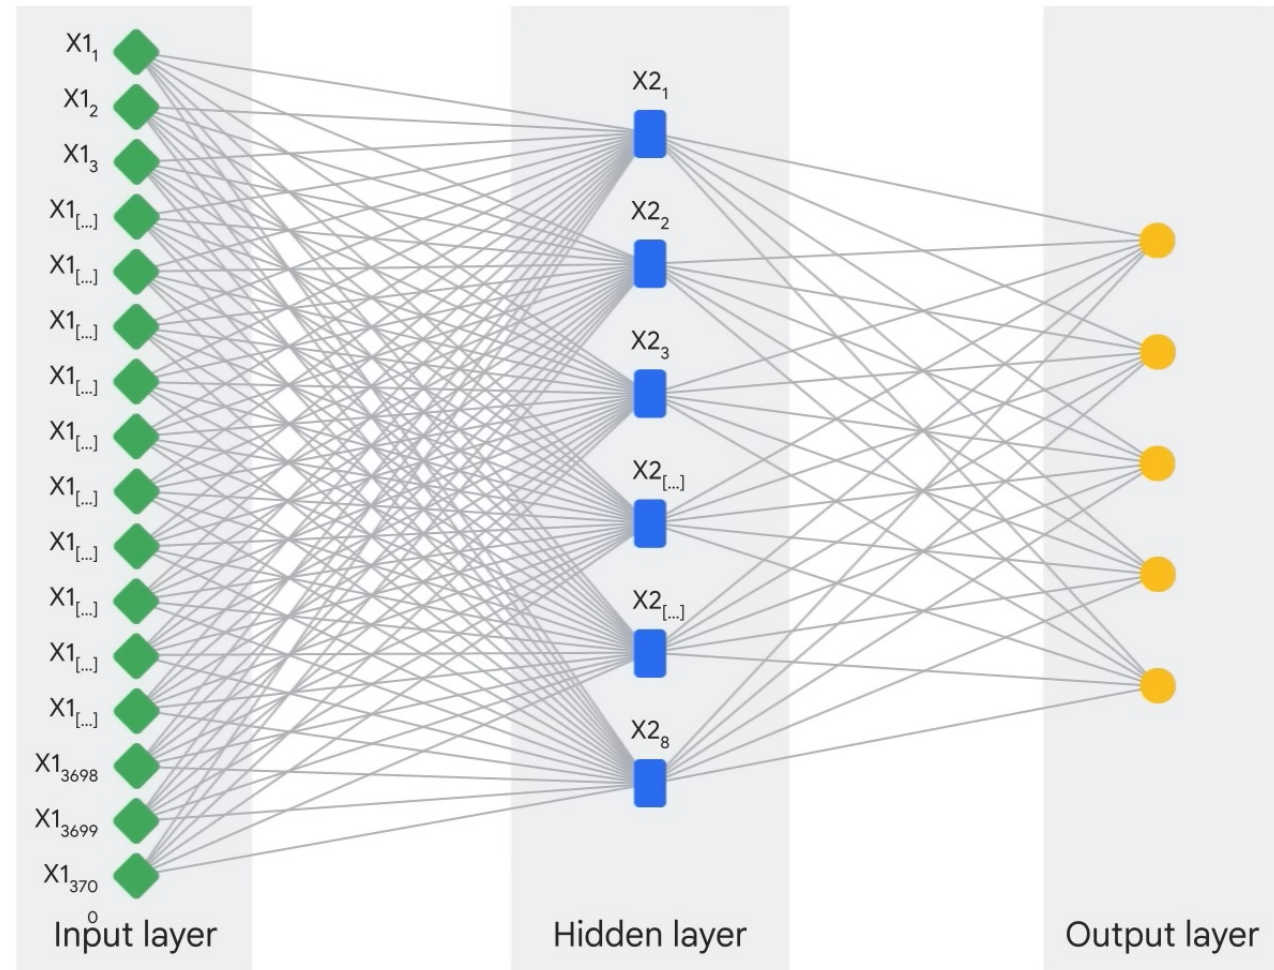 X1₁
X1₂
X1₃
X1[...]
X1[...]
X1[...]
X1[...]
X1[...]
X1[...]
X1[...]
X1[...]
X1[...]
X1[...]
X1₃₆₉₈
X1₃₆₉₉
X1₃₇₀
₀
Input layer
X2₁
X2₂
X2₃
X2[...]
X2[...]
X2₈
Hidden layer
Output layer